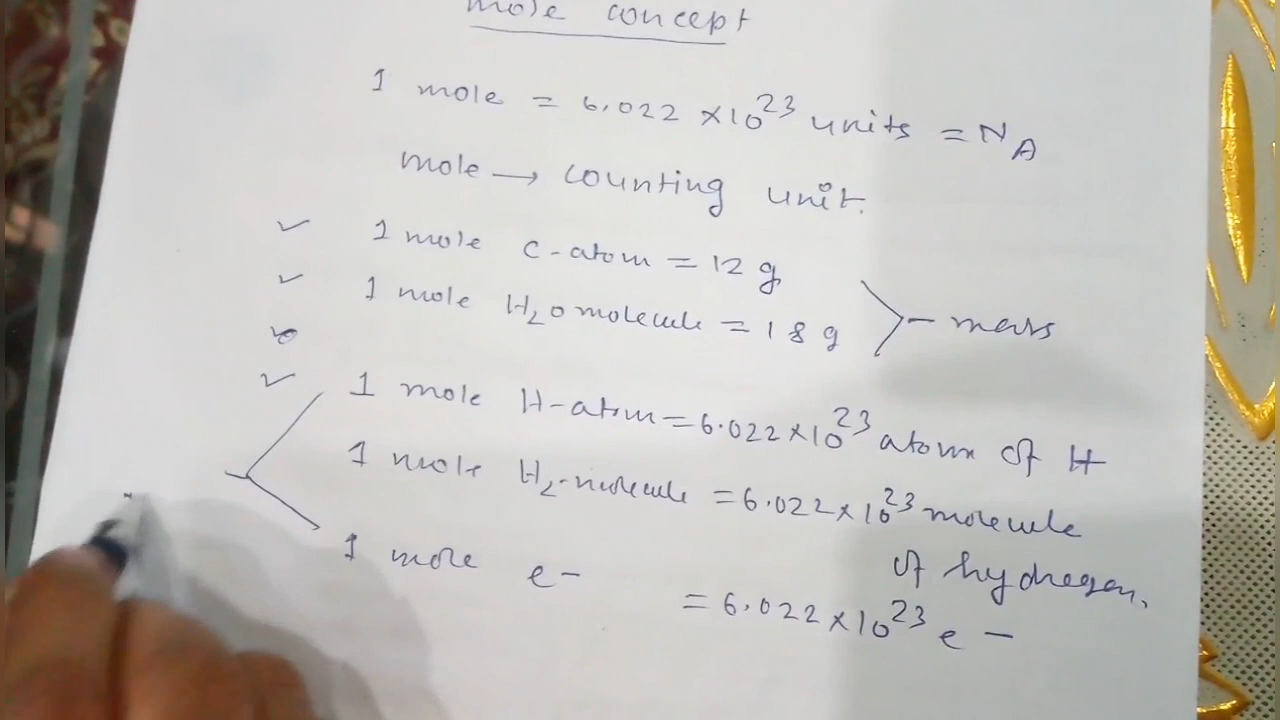 mole concept
1 mole = 6.022 ×10²³ units = N_A
mole → counting unit.
✓ 1 mole C-atom = 12 g
✓ 1 mole H₂O molecule = 18 g
– mass
✓ 1 mole H-atom = 6.022×10²³ atom of H
1 mole H₂-molecule = 6.022×10²³ molecule
of hydrogen.
1 mole e–
= 6.022×10²³ e –